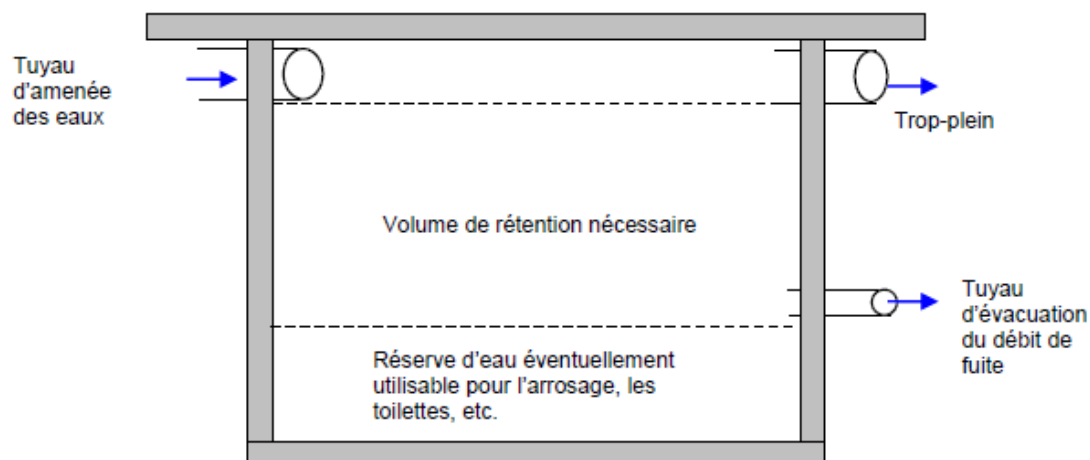 Tuyau
d'amenée
des eaux
Trop-plein
Volume de rétention nécessaire
Tuyau
d'évacuation
du débit de
fuite
Réserve d'eau éventuellement
utilisable pour l'arrosage, les
toilettes, etc.